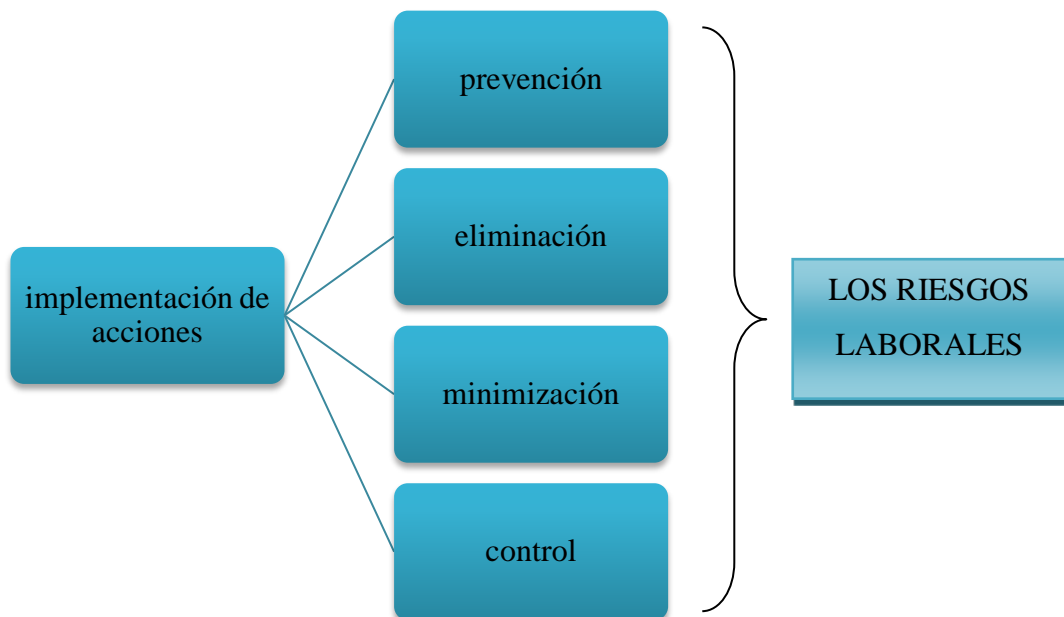 prevención
eliminación
implementación de
acciones
minimización
control
LOS RIESGOS
LABORALES